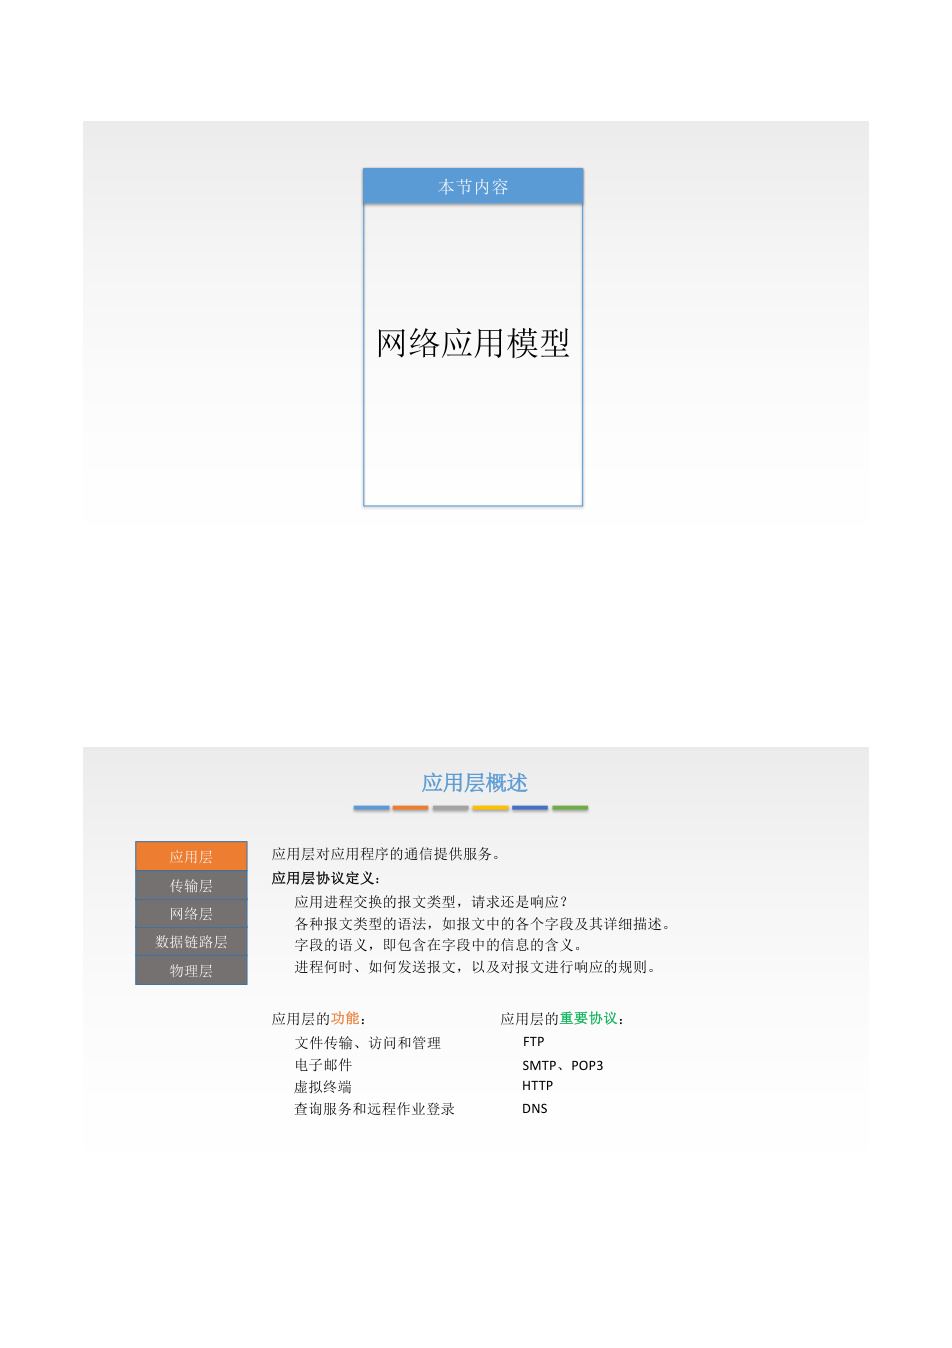 本节内容
网络应用模型
应用层概述
应用层
传输层
网络层
数据链路层
物理层
应用层对应用程序的通信提供服务。
应用层协议定义：
应用进程交换的报文类型，请求还是响应？
各种报文类型的语法，如报文中的各个字段及其详细描述。
字段的语义，即包含在字段中的信息的含义。
进程何时、如何发送报文，以及对报文进行响应的规则。
应用层的功能：
文件传输、访问和管理
电子邮件
虚拟终端
查询服务和远程作业登录
应用层的重要协议：
FTP
SMTP、POP3
HTTP
DNS